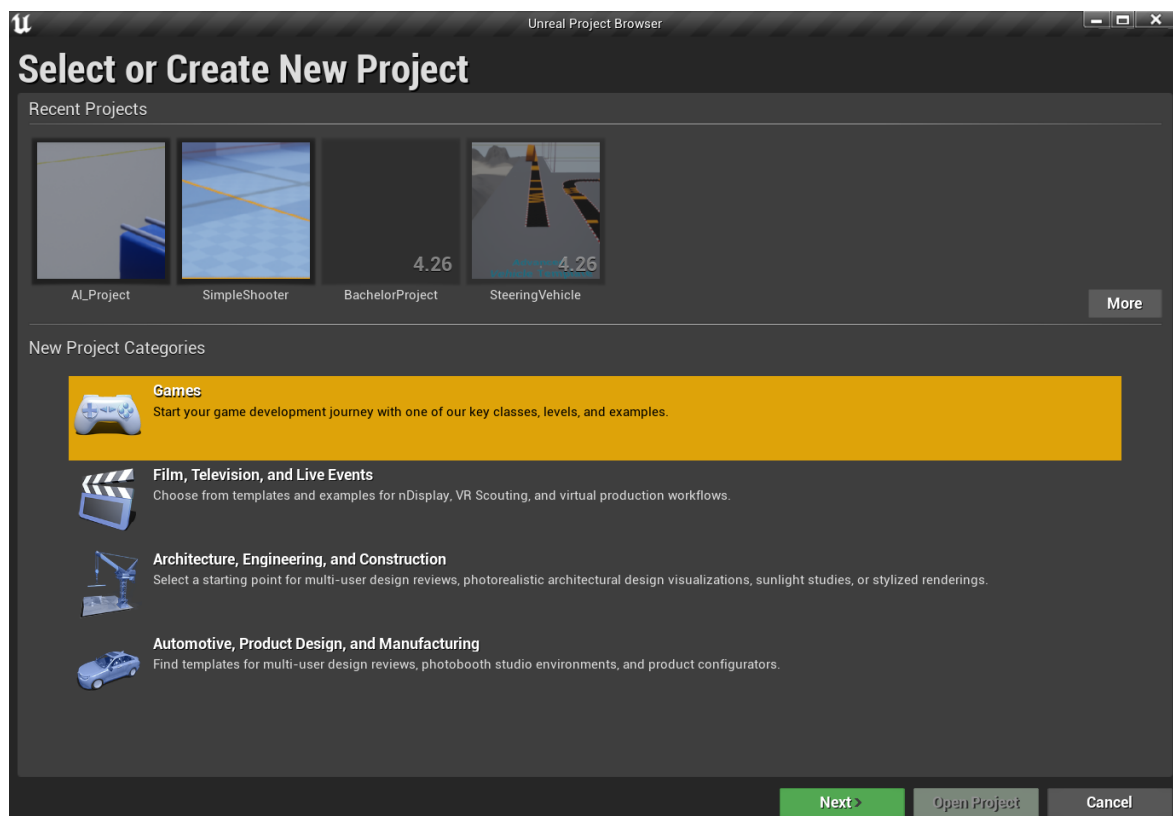 Unreal Project Browser
Select or Create New Project
Recent Projects
4.26
4.26
AI_Project
SimpleShooter
BachelorProject
SteeringVehicle
More
New Project Categories
Games
Start your game development journey with one of our key classes, levels, and examples.
Film, Television, and Live Events
Choose from templates and examples for nDisplay, VR Scouting, and virtual production workflows.
Architecture, Engineering, and Construction
Select a starting point for multi-user design reviews, photorealistic architectural design visualizations, sunlight studies, or stylized renderings.
Automotive, Product Design, and Manufacturing
Find templates for multi-user design reviews, photobooth studio environments, and product configurators.
Next >
Open Project
Cancel